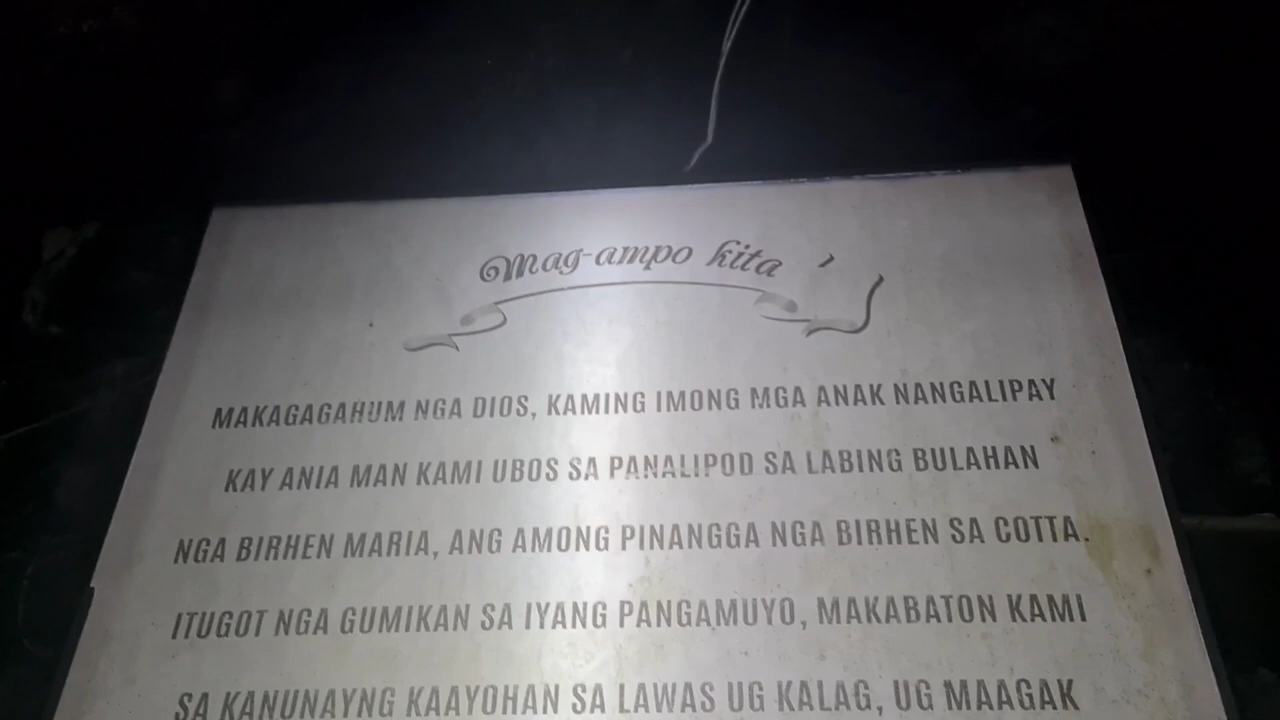 Mag-ampo kita
MAKAGAGAHUM NGA DIOS, KAMING IMONG MGA ANAK NANGALIPAY
KAY ANIA MAN KAMI UBOS SA PANALIPOD SA LABING BULAHAN
NGA BIRHEN MARIA, ANG AMONG PINANGGA NGA BIRHEN SA COTTA.
ITUGOT NGA GUMIKAN SA IYANG PANGAMUYO, MAKABATON KAMI
SA KANUNAYNG KAAYOHAN SA LAWAS UG KALAG, UG MAAGAK